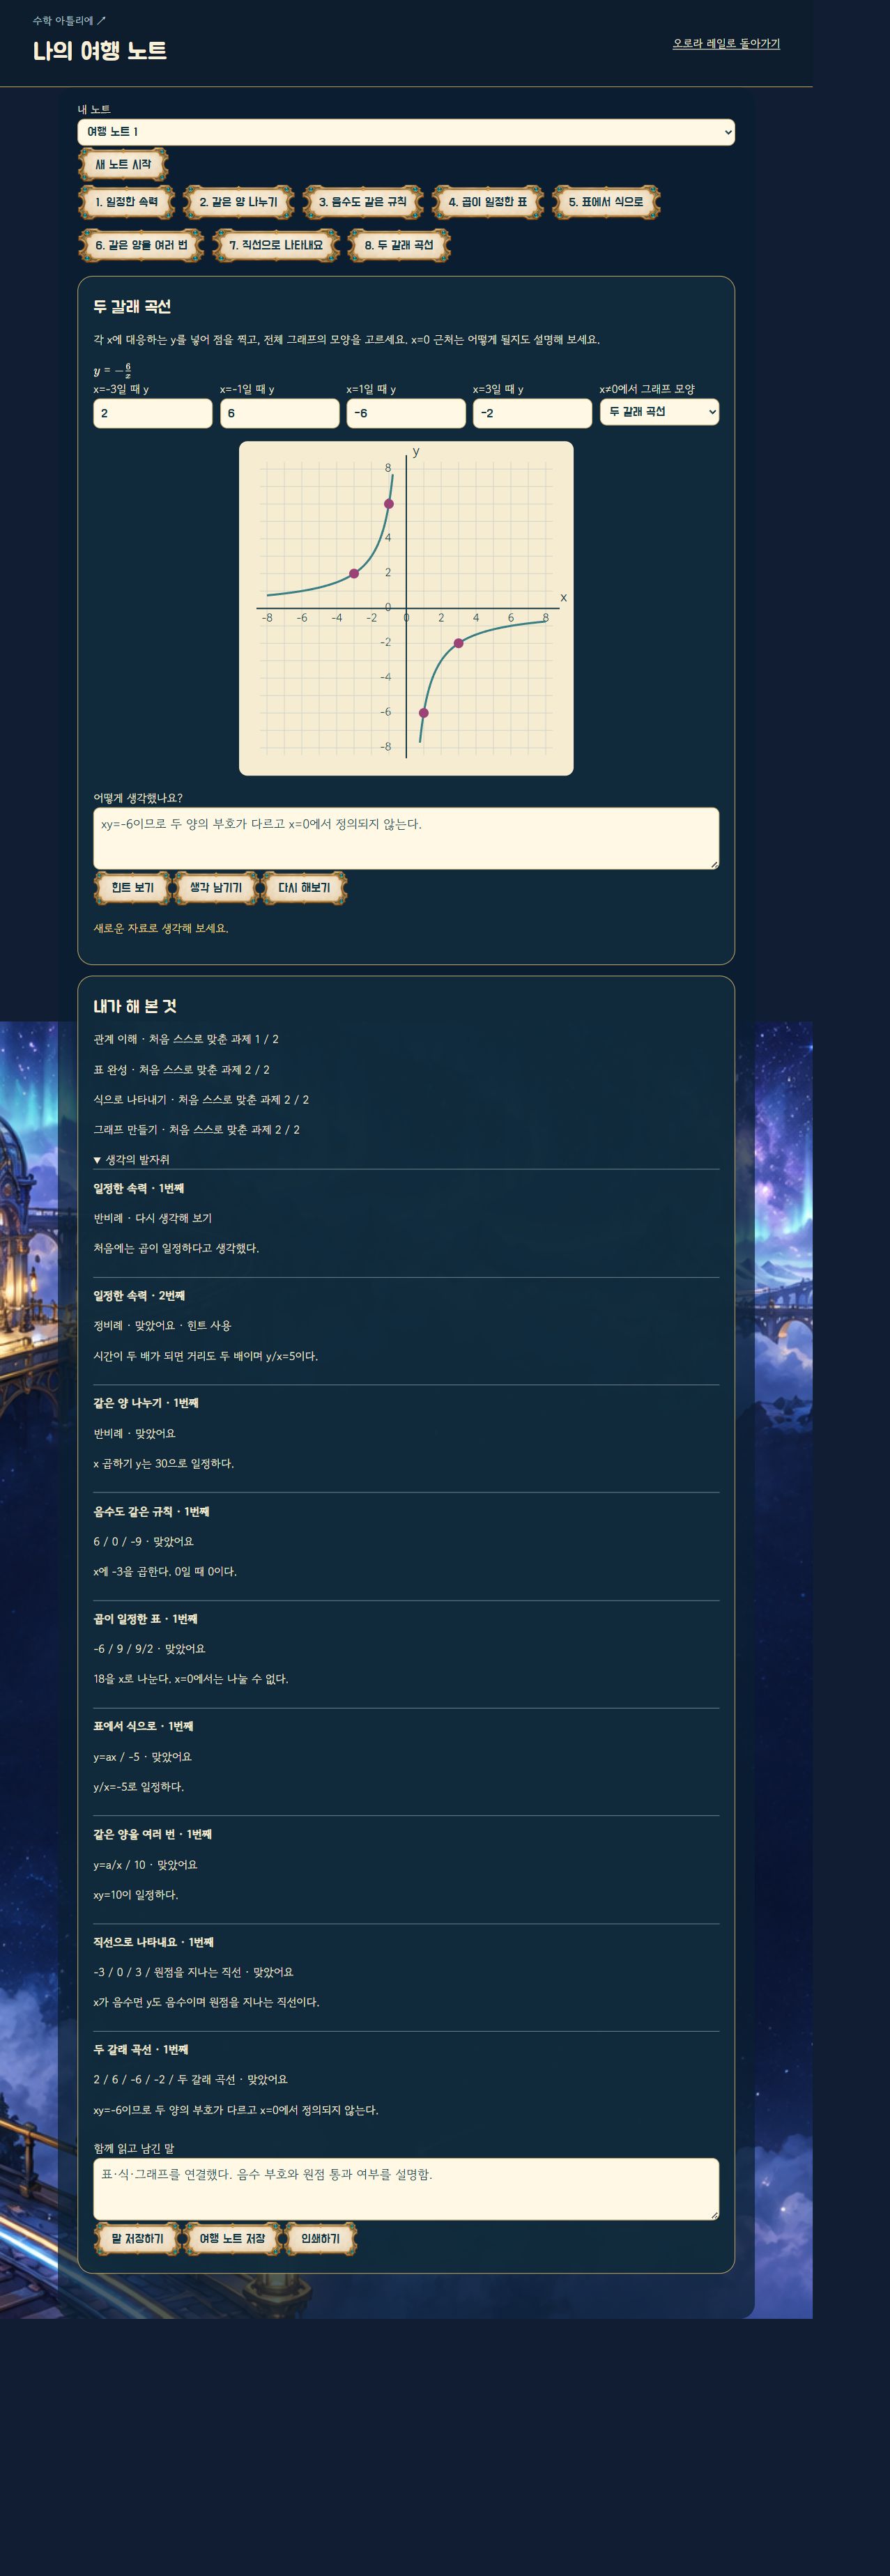 수학 아틀리에 ↗
나의 여행 노트
오로라 레일로 돌아가기
내 노트
여행 노트 1
새 노트 시작
1. 일정한 속력
2. 같은 양 나누기
3. 음수도 같은 규칙
4. 곱이 일정한 표
5. 표에서 식으로
6. 같은 양을 여러 번
7. 직선으로 나타내요
8. 두 갈래 곡선
두 갈래 곡선
각 x에 대응하는 y를 넣어 점을 찍고, 전체 그래프의 모양을 고르세요. x=0 근처는 어떻게 될지도 설명해 보세요.
y = −6/x
x=-3일 때 y
x=-1일 때 y
x=1일 때 y
x=3일 때 y
x≠0에서 그래프 모양
2
6
-6
-2
두 갈래 곡선
y
8
4
2
0
x
-8 -6 -4 -2 0 2 4 6 8
-2
-4
-6
-8
어떻게 생각했나요?
xy=-6이므로 두 양의 부호가 다르고 x=0에서 정의되지 않는다.
힌트 보기
생각 남기기
다시 해보기
새로운 자료로 생각해 보세요.
내가 해 본 것
관계 이해 · 처음 스스로 맞춘 과제 1 / 2
표 완성 · 처음 스스로 맞춘 과제 2 / 2
식으로 나타내기 · 처음 스스로 맞춘 과제 2 / 2
그래프 만들기 · 처음 스스로 맞춘 과제 2 / 2
▼ 생각의 발자취
일정한 속력 · 1번째
반비례 · 다시 생각해 보기
처음에는 곱이 일정하다고 생각했다.
일정한 속력 · 2번째
정비례 · 맞았어요 · 힌트 사용
시간이 두 배가 되면 거리도 두 배이며 y/x=5이다.
같은 양 나누기 · 1번째
반비례 · 맞았어요
x 곱하기 y는 30으로 일정하다.
음수도 같은 규칙 · 1번째
6 / 0 / -9 · 맞았어요
x에 -3을 곱한다. 0일 때 0이다.
곱이 일정한 표 · 1번째
-6 / 9 / 9/2 · 맞았어요
18을 x로 나눈다. x=0에서는 나눌 수 없다.
표에서 식으로 · 1번째
y=ax / -5 · 맞았어요
y/x=-5로 일정하다.
같은 양을 여러 번 · 1번째
y=a/x / 10 · 맞았어요
xy=10이 일정하다.
직선으로 나타내요 · 1번째
-3 / 0 / 3 / 원점을 지나는 직선 · 맞았어요
x가 음수면 y도 음수이며 원점을 지나는 직선이다.
두 갈래 곡선 · 1번째
2 / 6 / -6 / -2 / 두 갈래 곡선 · 맞았어요
xy=-6이므로 두 양의 부호가 다르고 x=0에서 정의되지 않는다.
함께 읽고 남긴 말
표·식·그래프를 연결했다. 음수 부호와 원점 통과 여부를 설명함.
말 저장하기
여행 노트 저장
인쇄하기